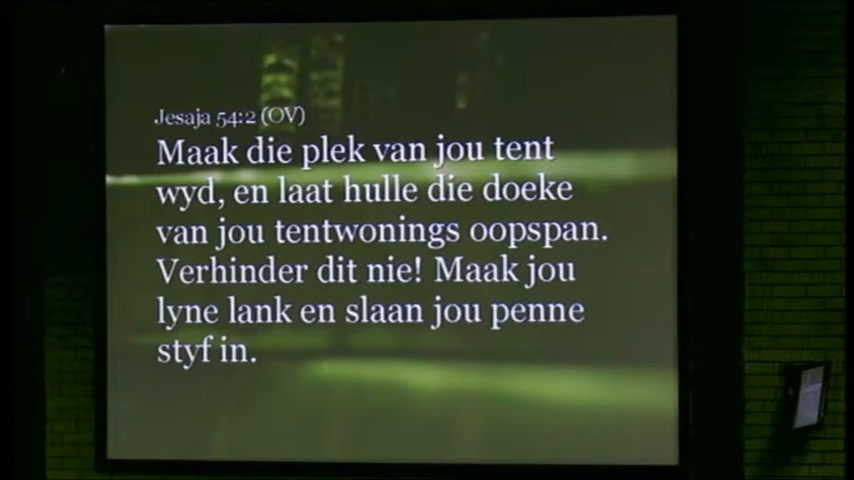 Jesaja 54:2 (OV)
Maak die plek van jou tent
wyd, en laat hulle die doeke
van jou tentwonings oopspan.
Verhinder dit nie! Maak jou
lyne lank en slaan jou penne
styf in.